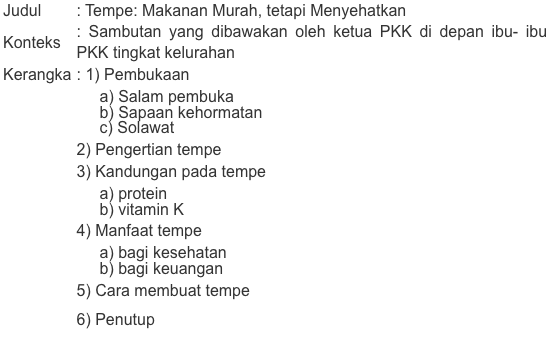 Judul : Tempe: Makanan Murah, tetapi Menyehatkan
Konteks : Sambutan yang dibawakan oleh ketua PKK di depan ibu- ibu
PKK tingkat kelurahan
Kerangka : 1) Pembukaan
a) Salam pembuka
b) Sapaan kehormatan
c) Solawat
2) Pengertian tempe
3) Kandungan pada tempe
a) protein
b) vitamin K
4) Manfaat tempe
a) bagi kesehatan
b) bagi keuangan
5) Cara membuat tempe
6) Penutup